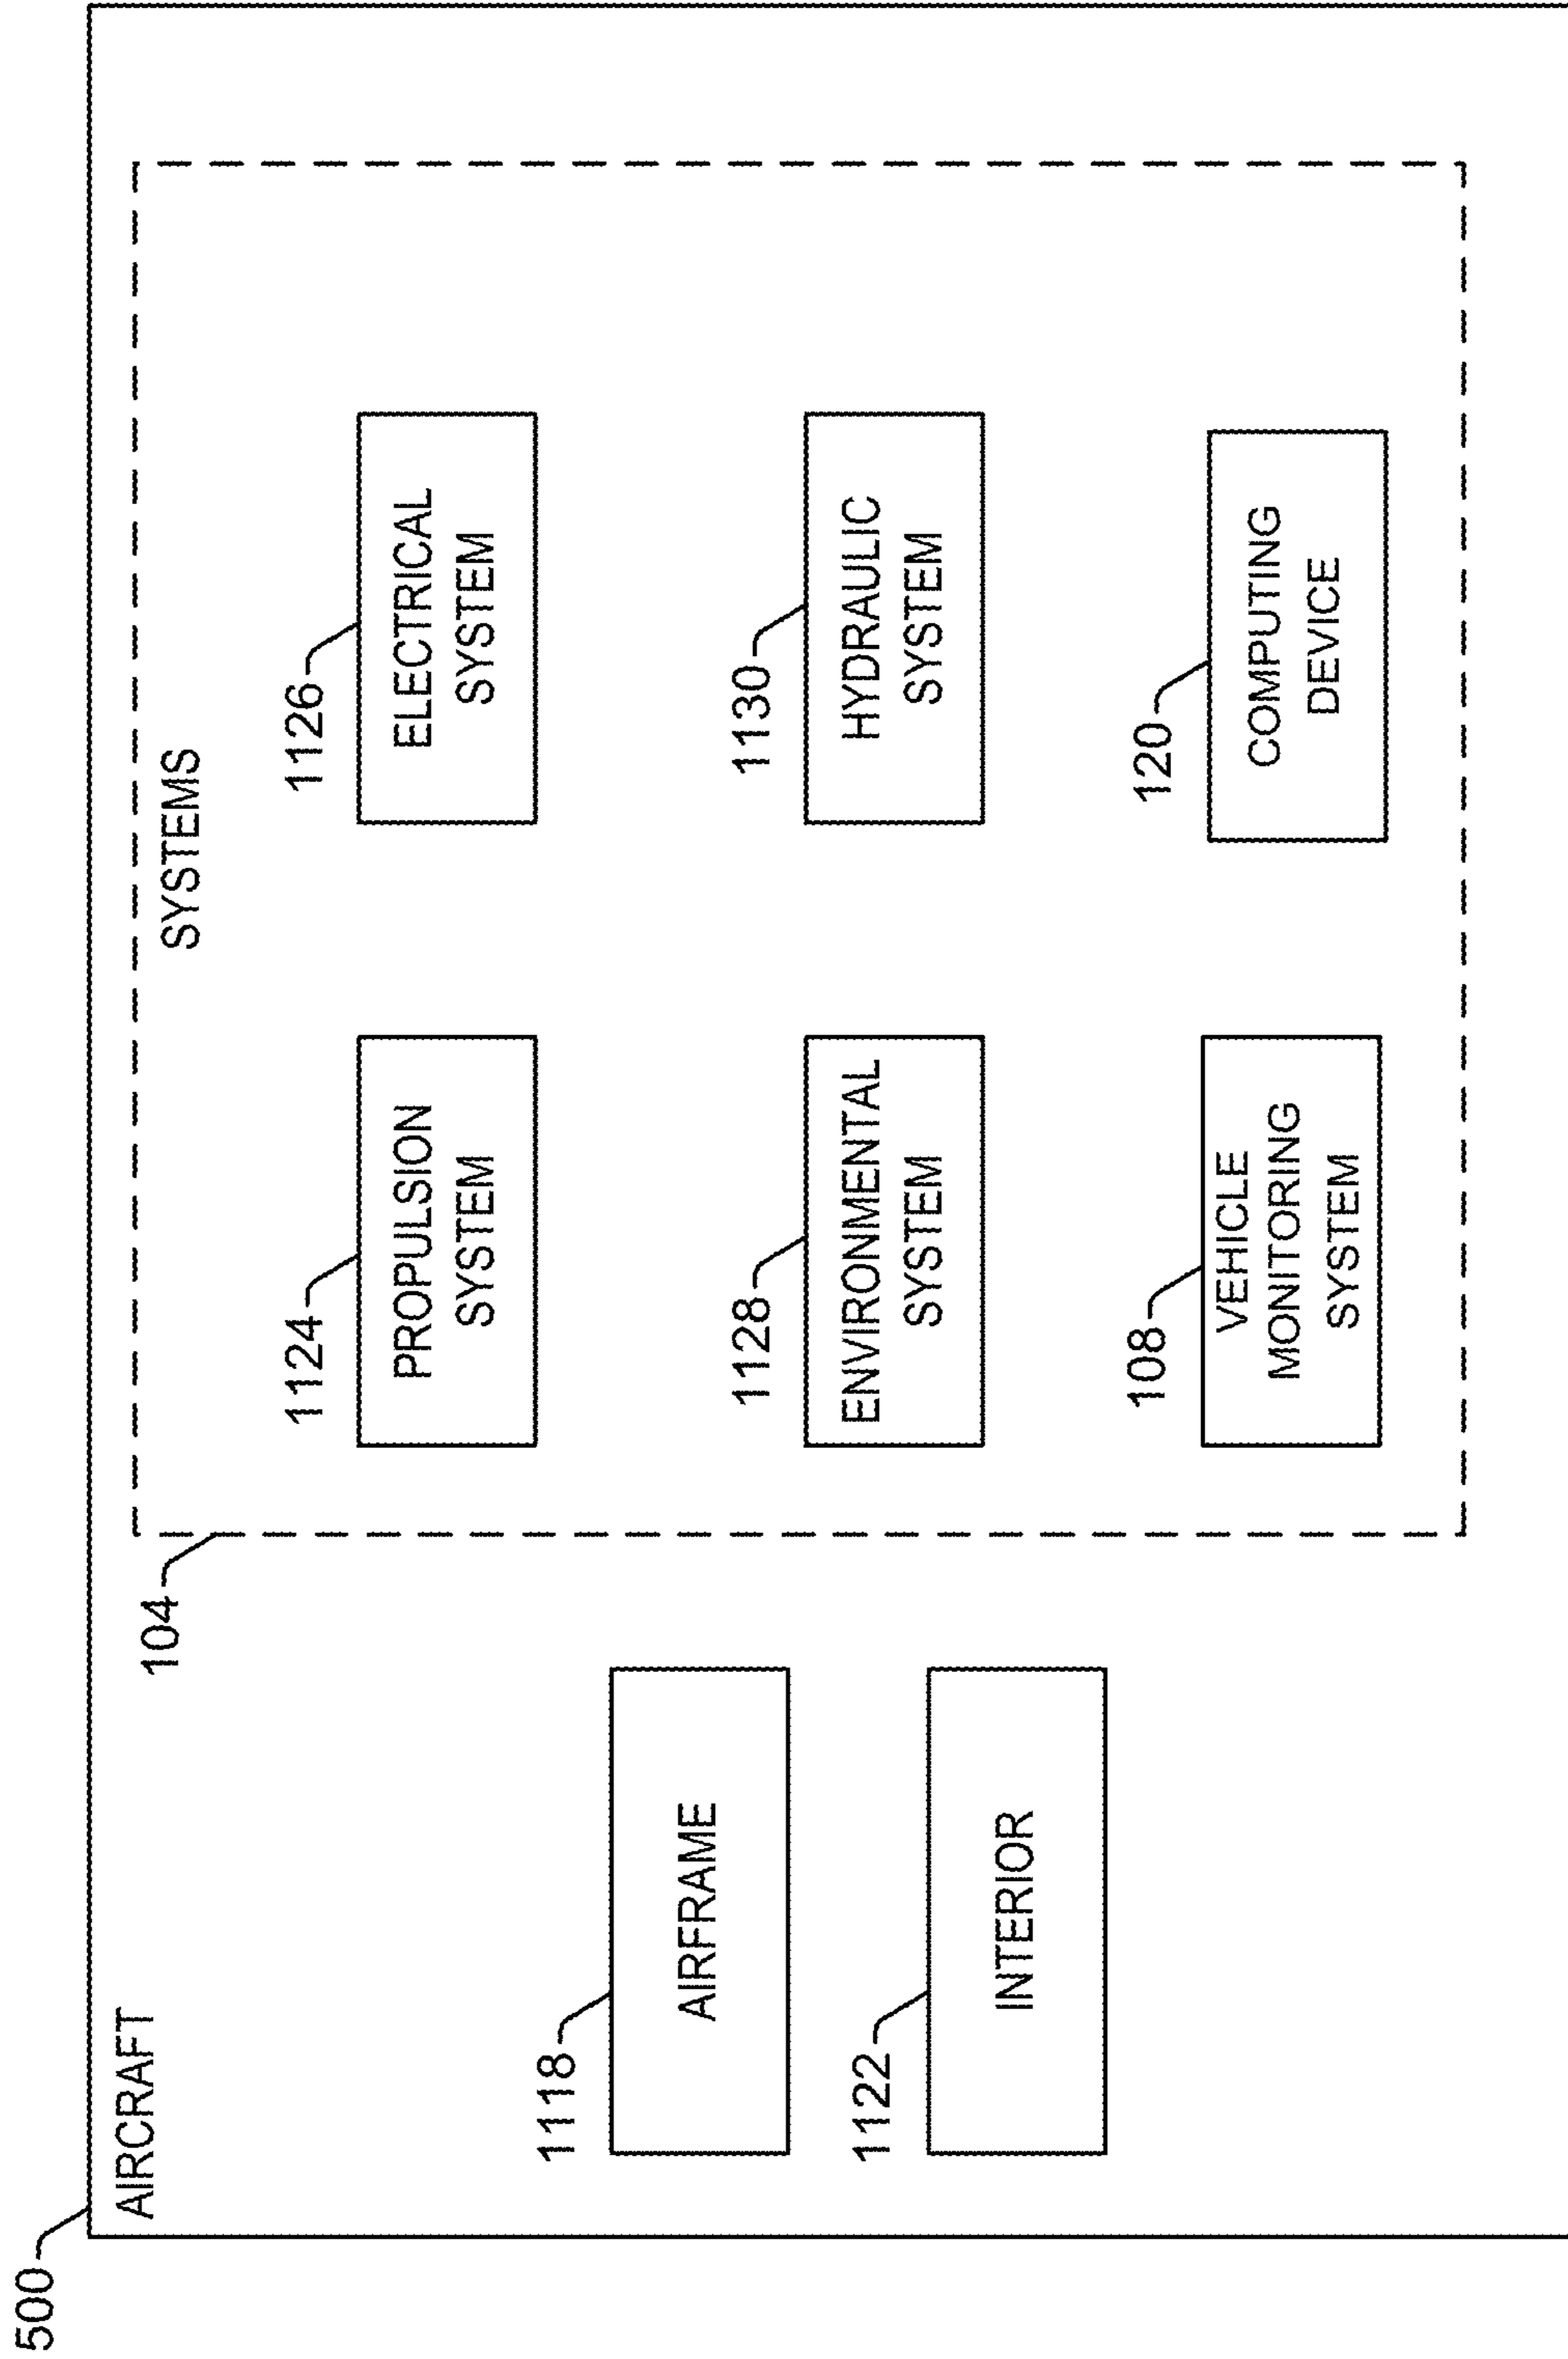 500
AIRCRAFT
104
SYSTEMS
1124
PROPULSION
SYSTEM
1126
ELECTRICAL
SYSTEM
1118
AIRFRAME
1128
ENVIRONMENTAL
SYSTEM
1130
HYDRAULIC
SYSTEM
1122
INTERIOR
108
VEHICLE
MONITORING
SYSTEM
120
COMPUTING
DEVICE